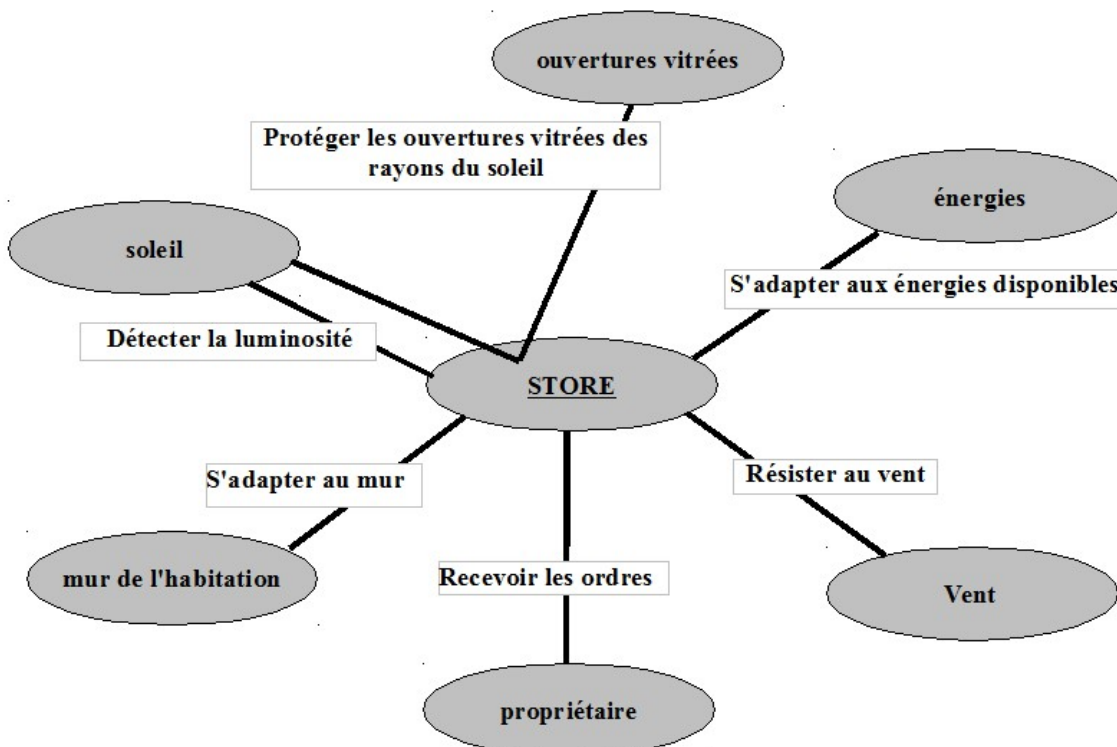 ouvertures vitrées
Protéger les ouvertures vitrées des
rayons du soleil
énergies
soleil
S'adapter aux énergies disponibles
Détecter la luminosité
STORE
S'adapter au mur
Résister au vent
mur de l'habitation
Recevoir les ordres
Vent
propriétaire